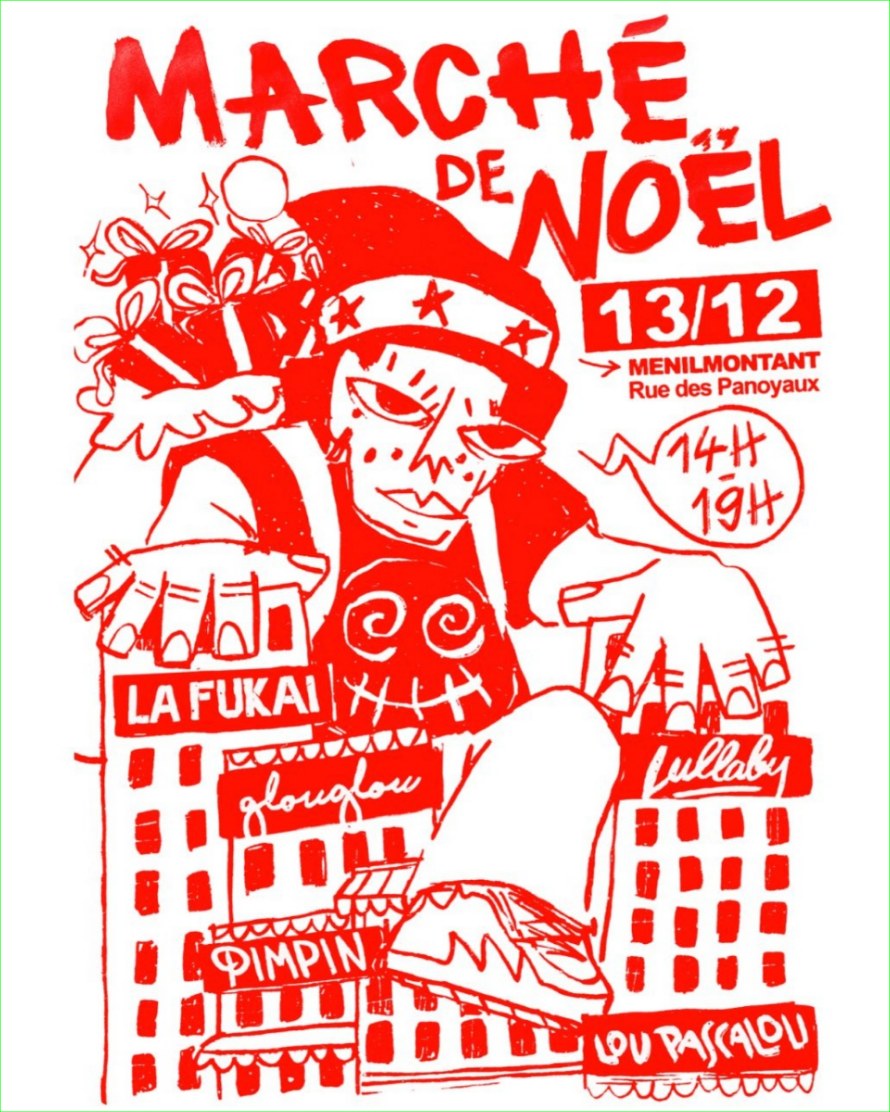 MARCHÉ
DE NOËL
13/12
MENILMONTANT
Rue des Panoyaux
14H
-
19H
LA FUKAI
glouglou
Lullaby
PIMPIN
LOU PASCALOU